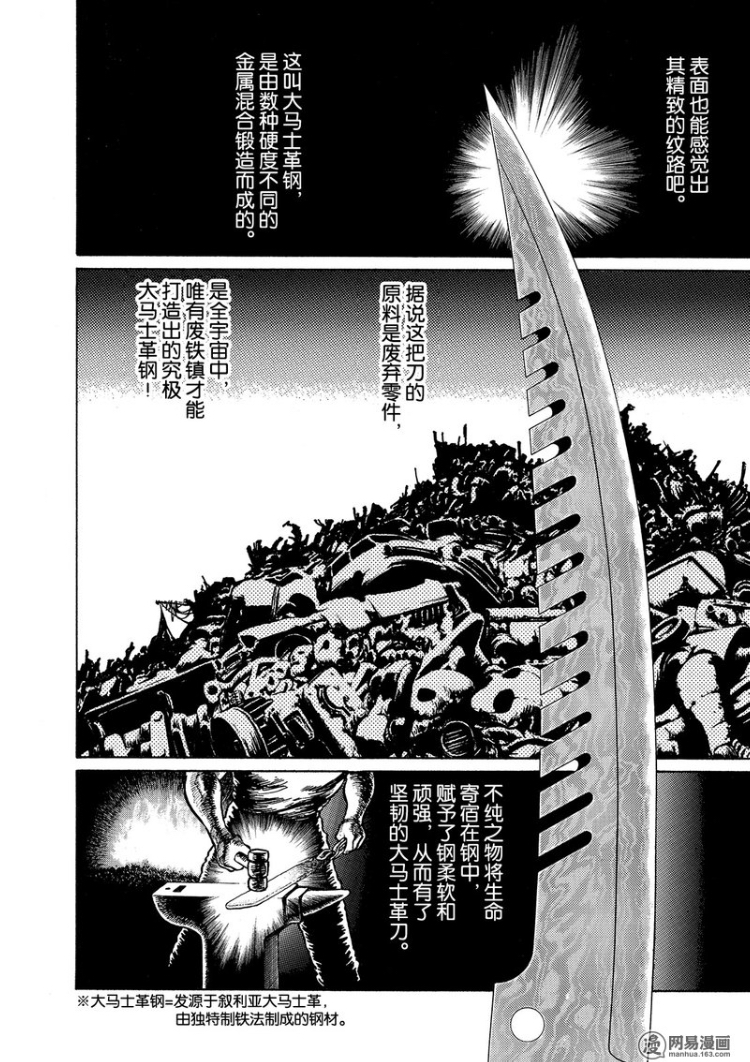 表面也能感觉出
其精致的纹路吧。
这叫大马士革钢，
是由数种硬度不同的
金属混合锻造而成的。
据说这把刀的
原料是废弃零件，
是全宇宙中，
唯有废铁镇才能
打造出的究极
大马士革钢！
不纯之物将生命
寄宿在钢中，
赋予了钢柔软和
顽强，从而有了
坚韧的大马士革刀。
※大马士革钢=发源于叙利亚大马士革，
由独特制铁法制成的钢材。
漫 网易漫画
manhua.163.com